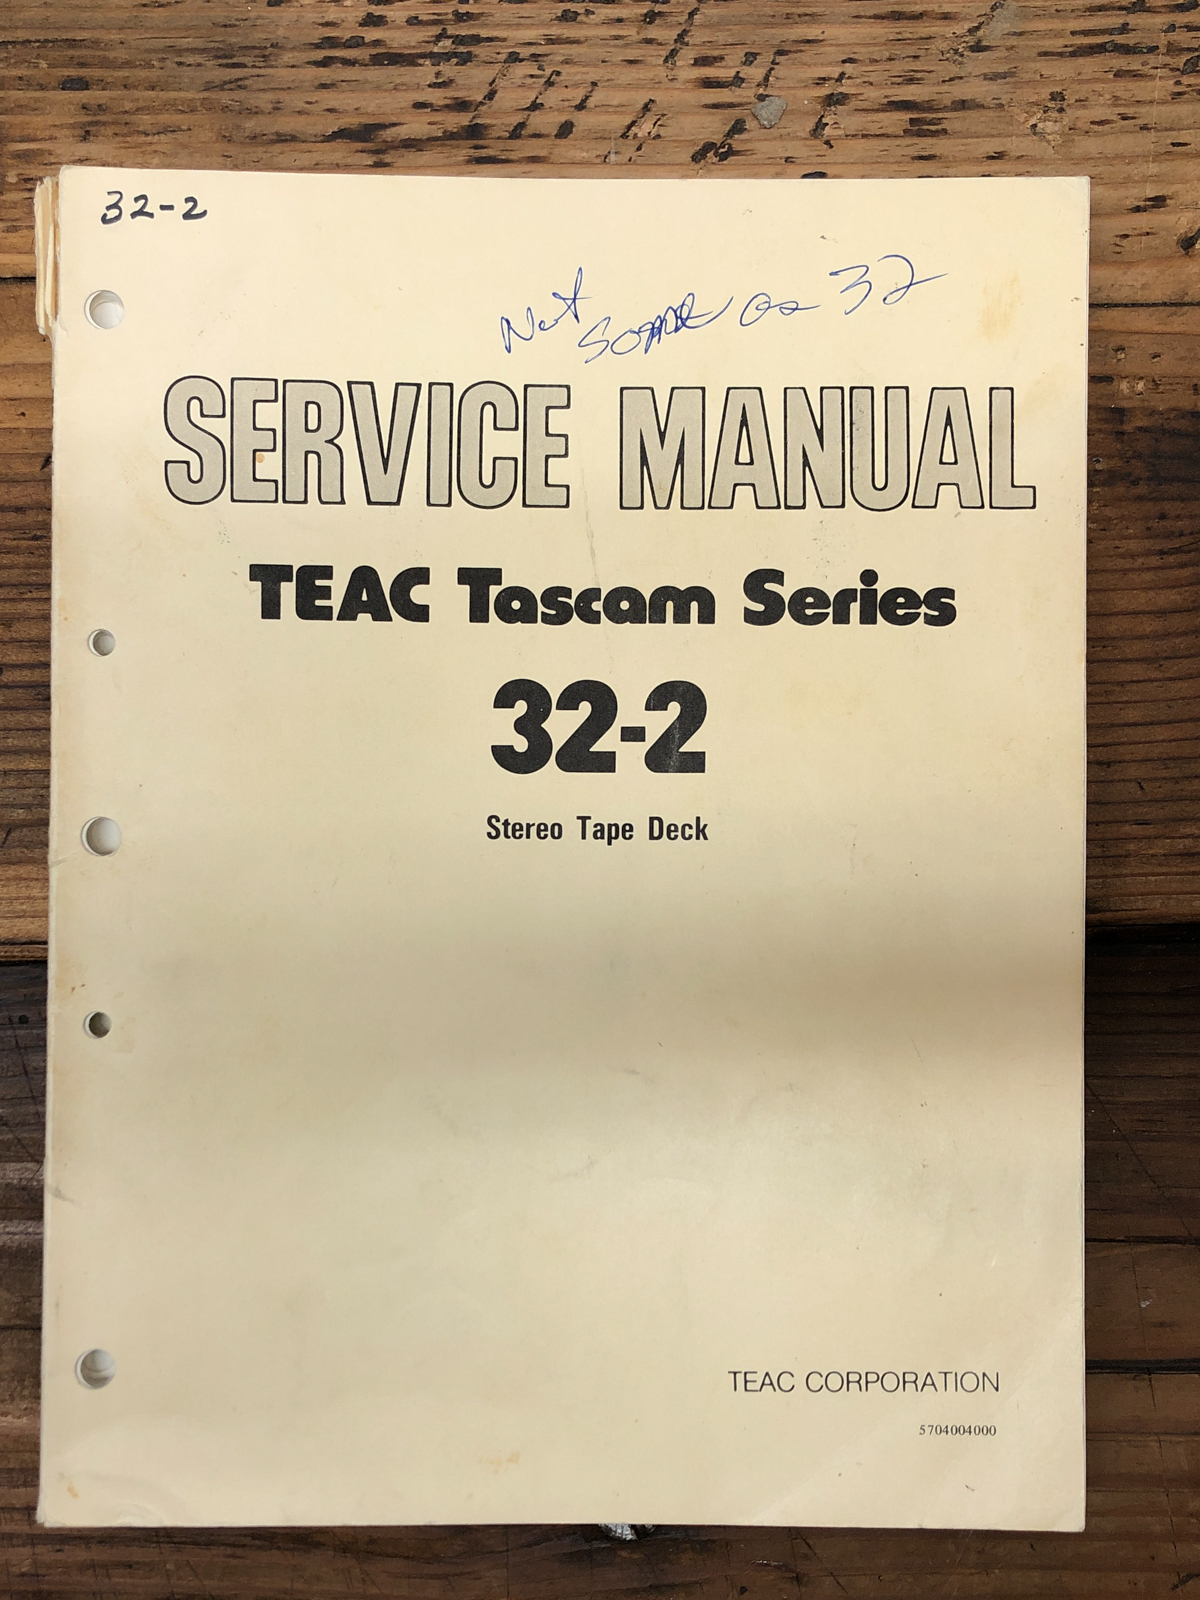 32-2
Not Same as 32
SERVICE MANUAL
TEAC Tascam Series
32-2
Stereo Tape Deck
TEAC CORPORATION
5704004000